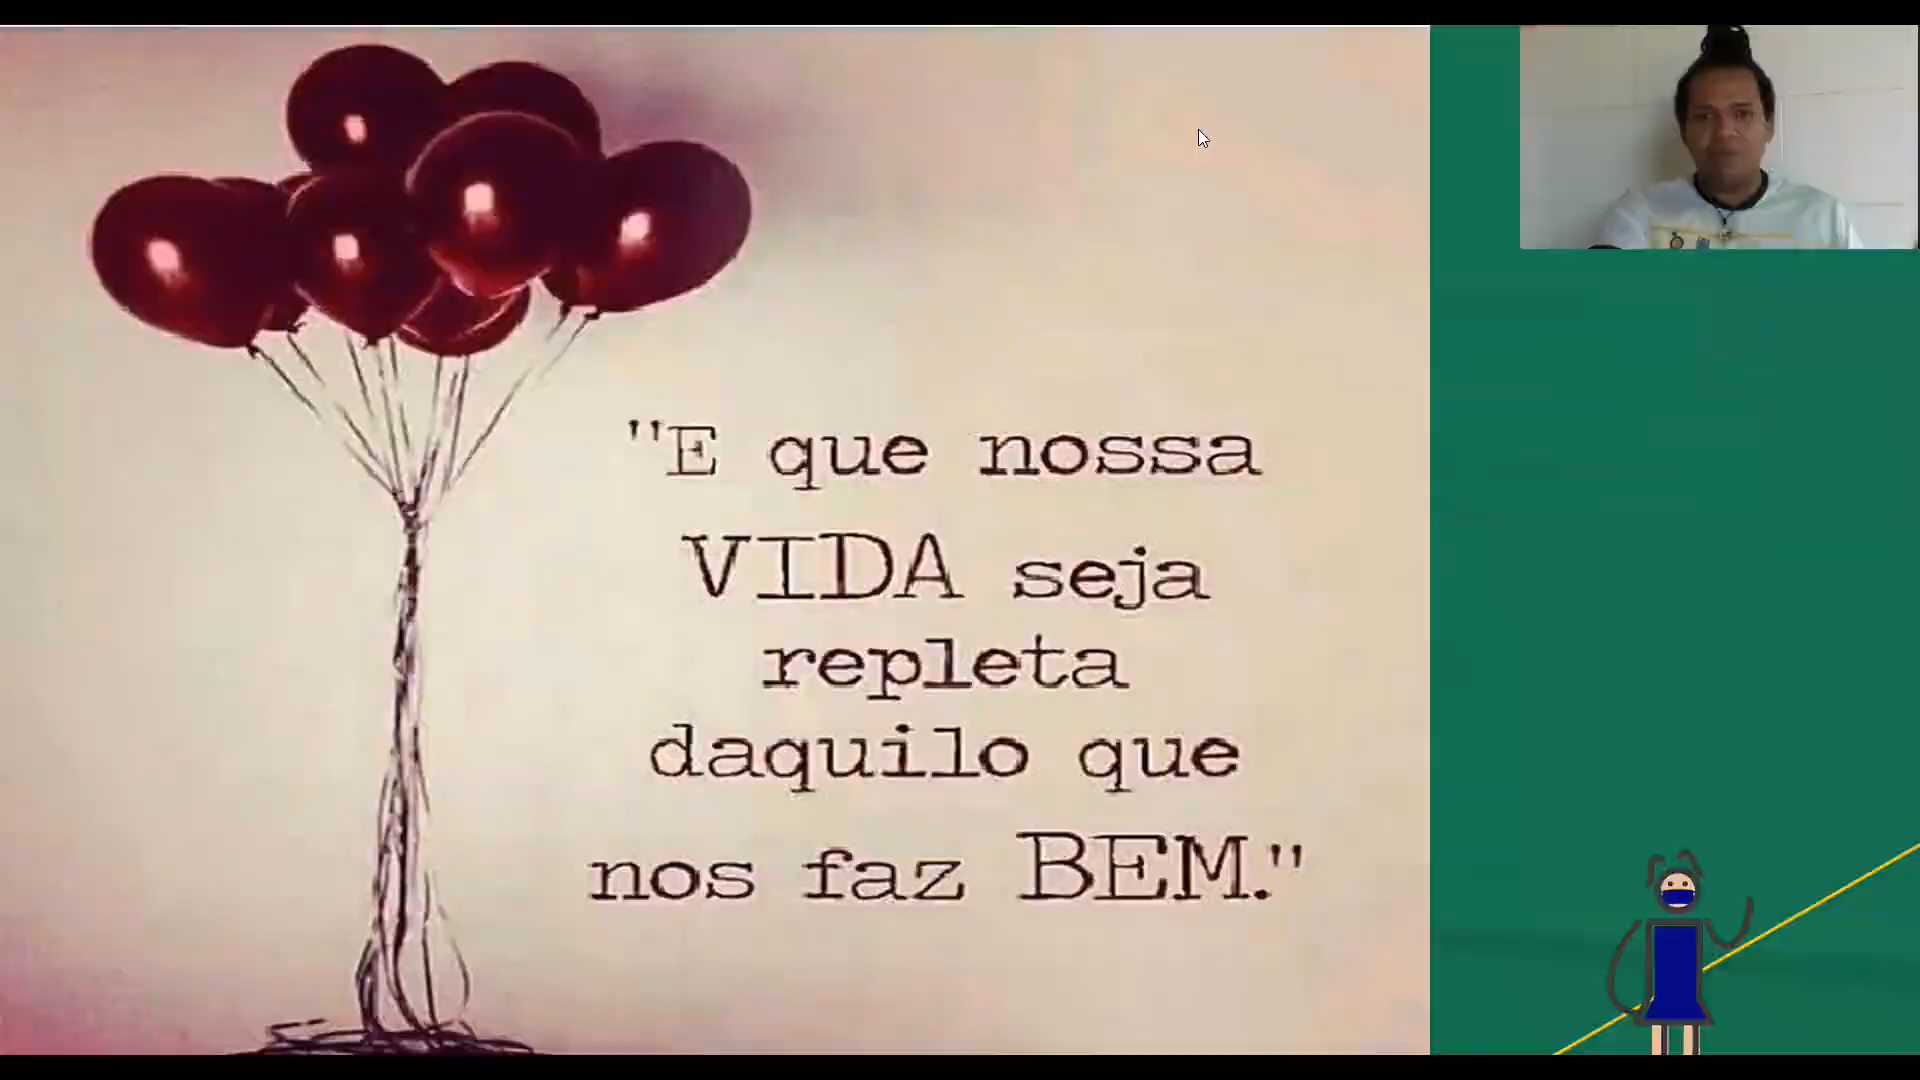 "E que nossa
VIDA seja
repleta
daquilo que
nos faz BEM."